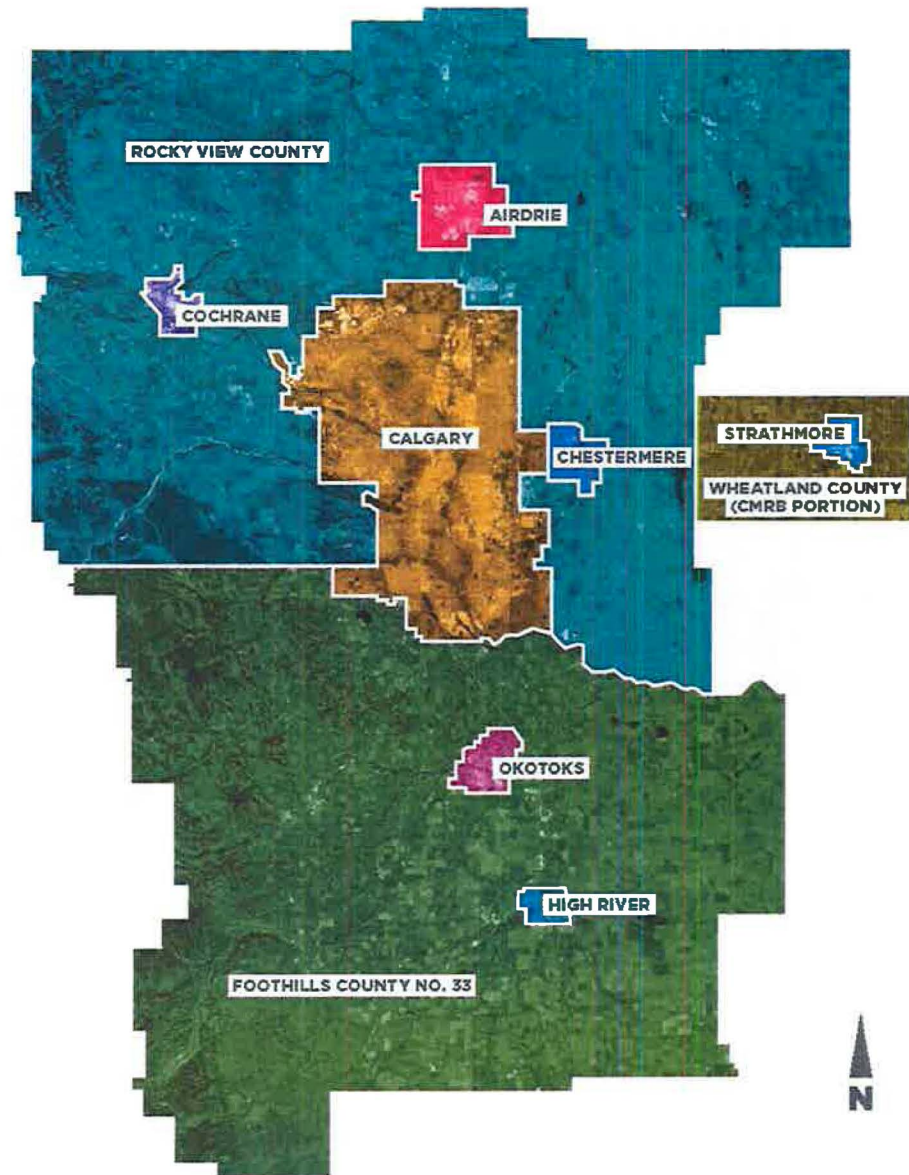 ROCKY VIEW COUNTY
AIRDRIE
COCHRANE
CALGARY
CHESTERMERE
STRATHMORE
WHEATLAND COUNTY
(CMRB PORTION)
OKOTOKS
HIGH RIVER
FOOTHILLS COUNTY NO. 33
N